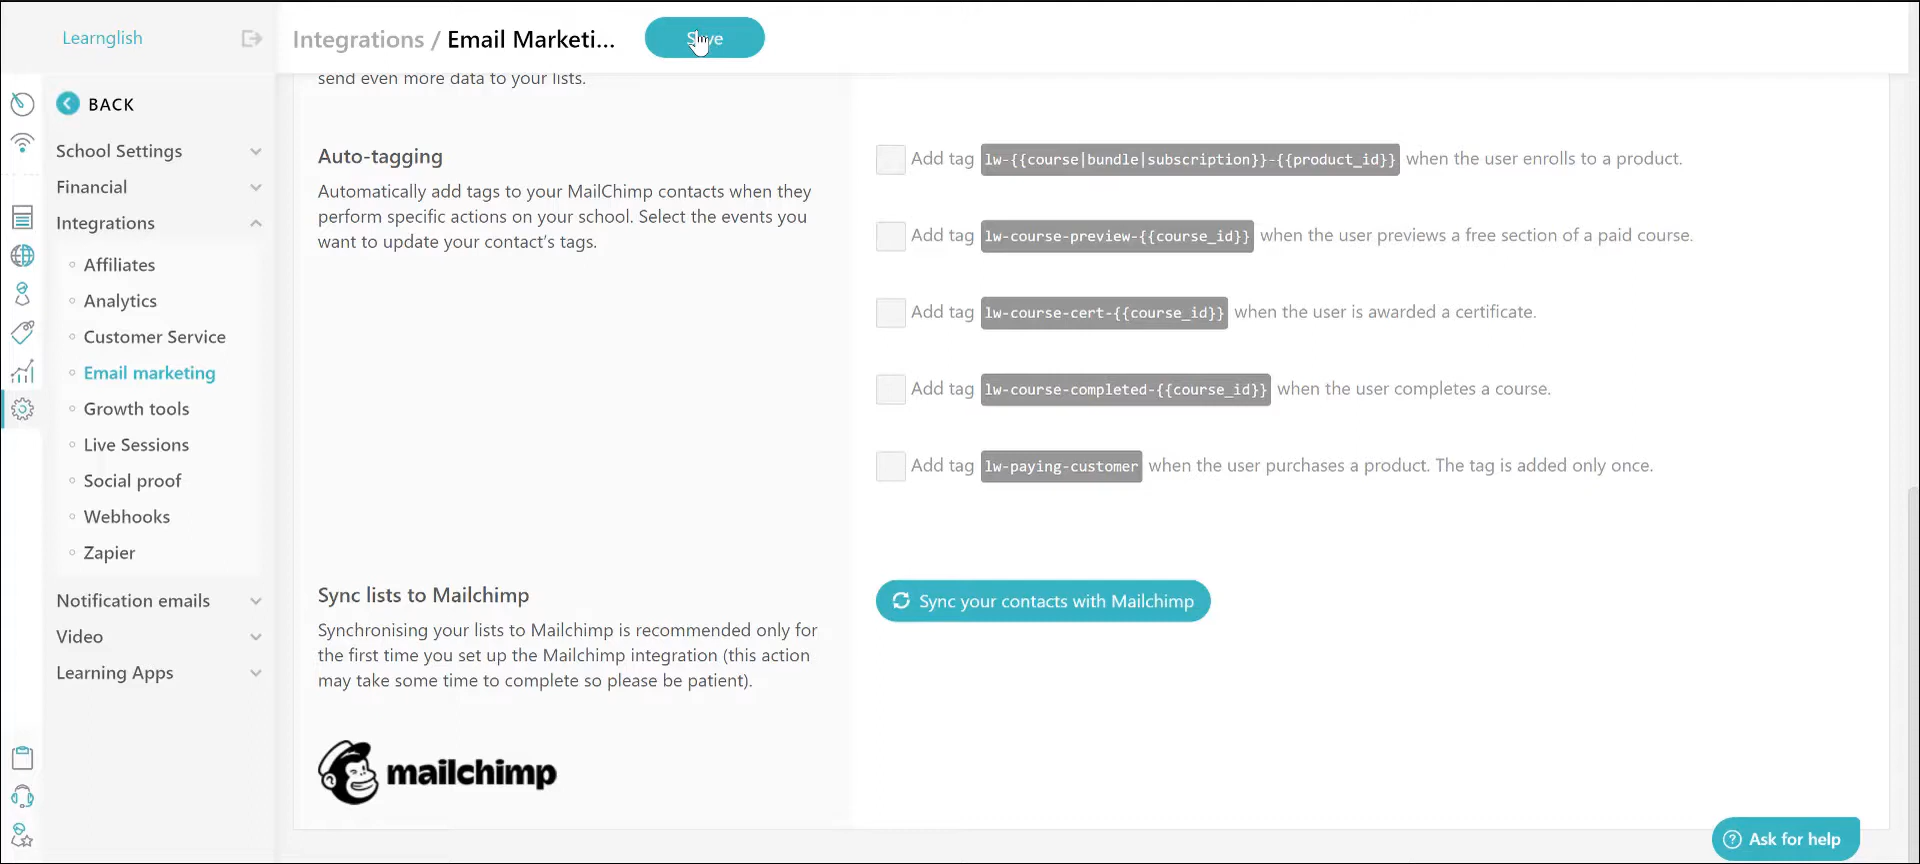 Learnglish
Integrations / Email Marketi...
send even more data to your lists.
BACK
School Settings
Financial
Integrations
Affiliates
Analytics
Customer Service
Email marketing
Growth tools
Live Sessions
Social proof
Webhooks
Zapier
Notification emails
Video
Learning Apps
Auto-tagging
Automatically add tags to your MailChimp contacts when they
perform specific actions on your school. Select the events you
want to update your contact's tags.
Add tag lw-{{course|bundle|subscription}}-{{product_id}} when the user enrolls to a product.
Add tag lw-course-preview-{{course_id}} when the user previews a free section of a paid course.
Add tag lw-course-cert-{{course_id}} when the user is awarded a certificate.
Add tag lw-course-completed-{{course_id}} when the user completes a course.
Add tag lw-paying-customer when the user purchases a product. The tag is added only once.
Sync lists to Mailchimp
Synchronising your lists to Mailchimp is recommended only for
the first time you set up the Mailchimp integration (this action
may take some time to complete so please be patient).
Sync your contacts with Mailchimp
mailchimp
Ask for help